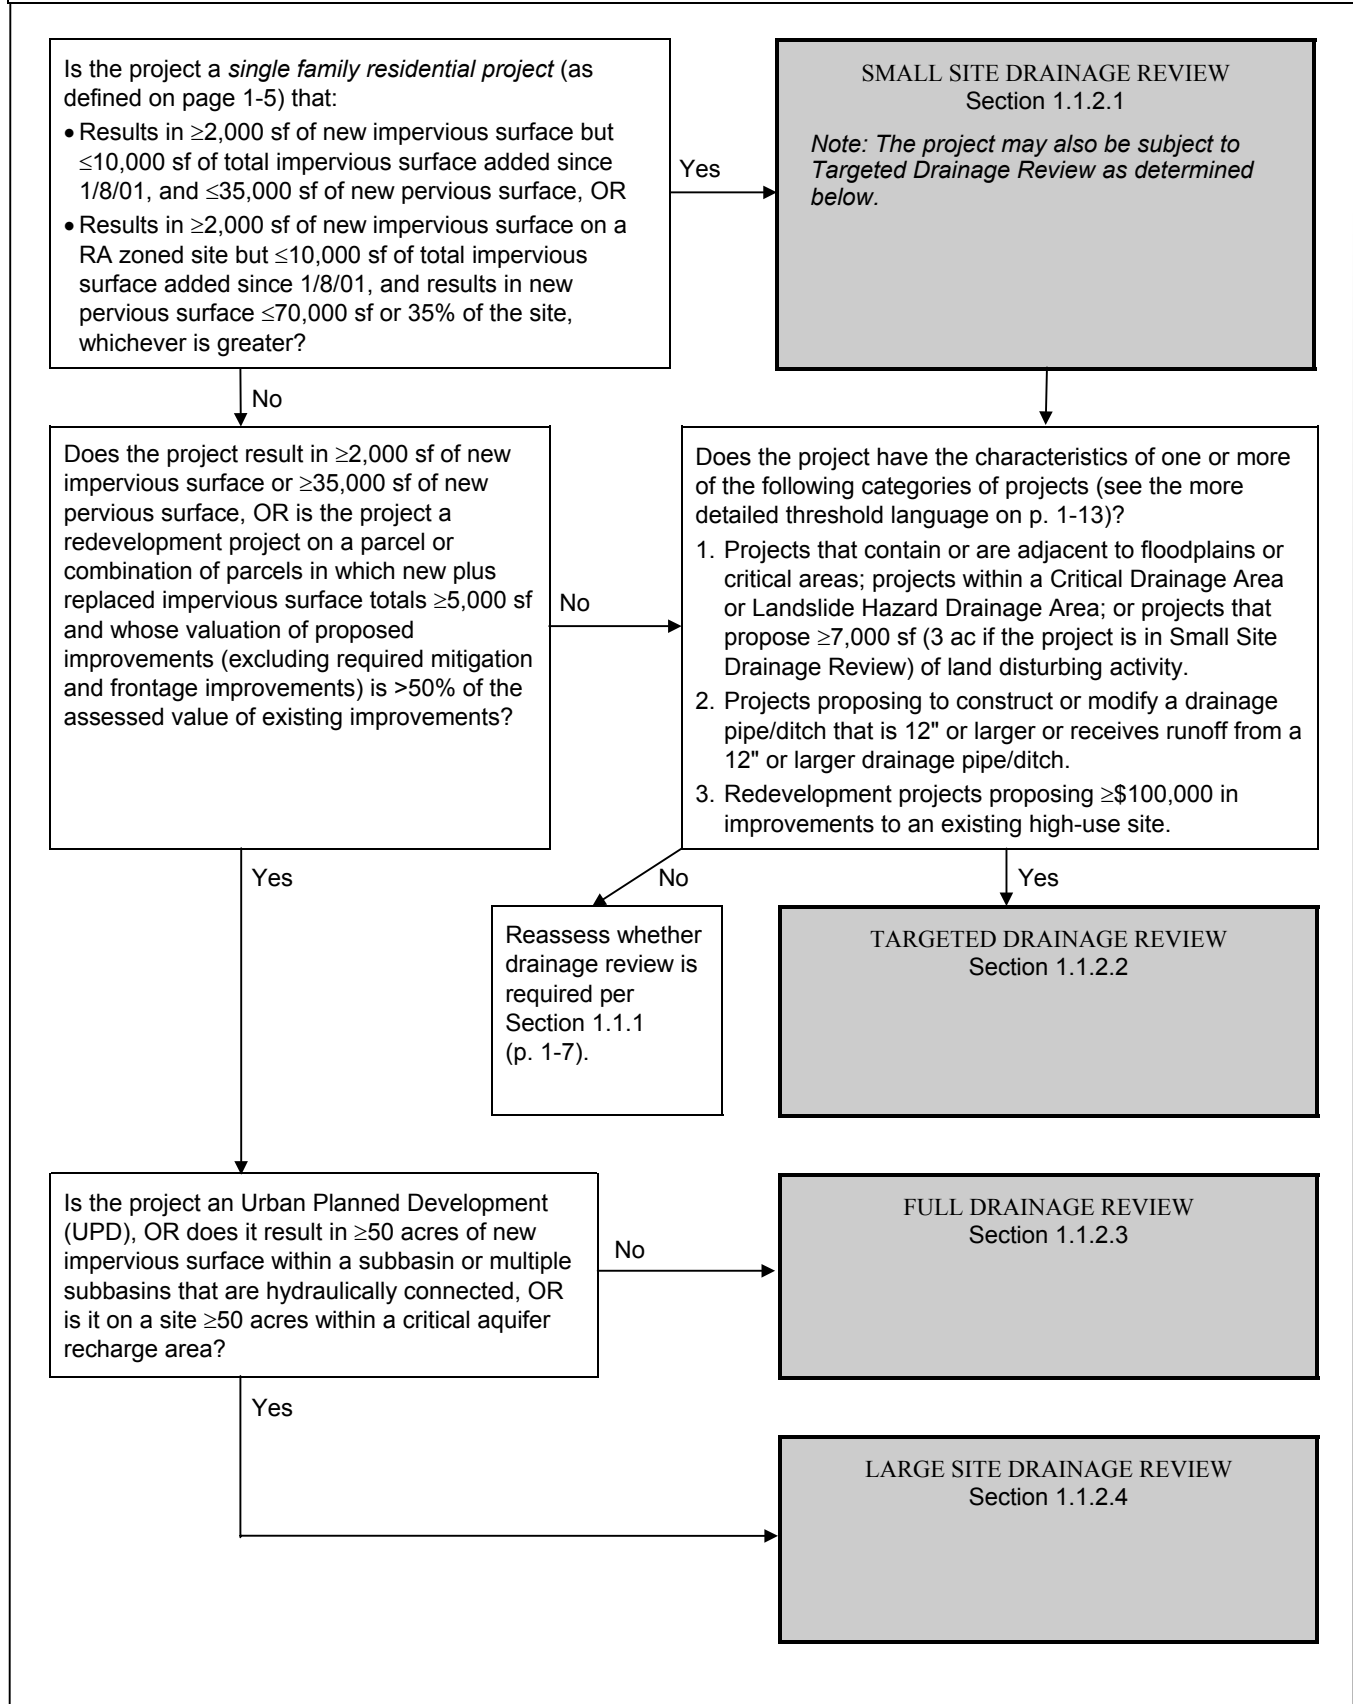 Is the project a single family residential project (as
defined on page 1-5) that:
• Results in ≥2,000 sf of new impervious surface but
≤10,000 sf of total impervious surface added since
1/8/01, and ≤35,000 sf of new pervious surface, OR
• Results in ≥2,000 sf of new impervious surface on a
RA zoned site but ≤10,000 sf of total impervious
surface added since 1/8/01, and results in new
pervious surface ≤70,000 sf or 35% of the site,
whichever is greater?
Yes
SMALL SITE DRAINAGE REVIEW
Section 1.1.2.1
Note: The project may also be subject to
Targeted Drainage Review as determined
below.
No
Does the project result in ≥2,000 sf of new
impervious surface or ≥35,000 sf of new
pervious surface, OR is the project a
redevelopment project on a parcel or
combination of parcels in which new plus
replaced impervious surface totals ≥5,000 sf
and whose valuation of proposed
improvements (excluding required mitigation
and frontage improvements) is >50% of the
assessed value of existing improvements?
No
Does the project have the characteristics of one or more
of the following categories of projects (see the more
detailed threshold language on p. 1-13)?
1. Projects that contain or are adjacent to floodplains or
critical areas; projects within a Critical Drainage Area
or Landslide Hazard Drainage Area; or projects that
propose ≥7,000 sf (3 ac if the project is in Small Site
Drainage Review) of land disturbing activity.
2. Projects proposing to construct or modify a drainage
pipe/ditch that is 12" or larger or receives runoff from a
12" or larger drainage pipe/ditch.
3. Redevelopment projects proposing ≥$100,000 in
improvements to an existing high-use site.
Yes
No
Yes
Reassess whether
drainage review is
required per
Section 1.1.1
(p. 1-7).
TARGETED DRAINAGE REVIEW
Section 1.1.2.2
Is the project an Urban Planned Development
(UPD), OR does it result in ≥50 acres of new
impervious surface within a subbasin or multiple
subbasins that are hydraulically connected, OR
is it on a site ≥50 acres within a critical aquifer
recharge area?
No
FULL DRAINAGE REVIEW
Section 1.1.2.3
Yes
LARGE SITE DRAINAGE REVIEW
Section 1.1.2.4